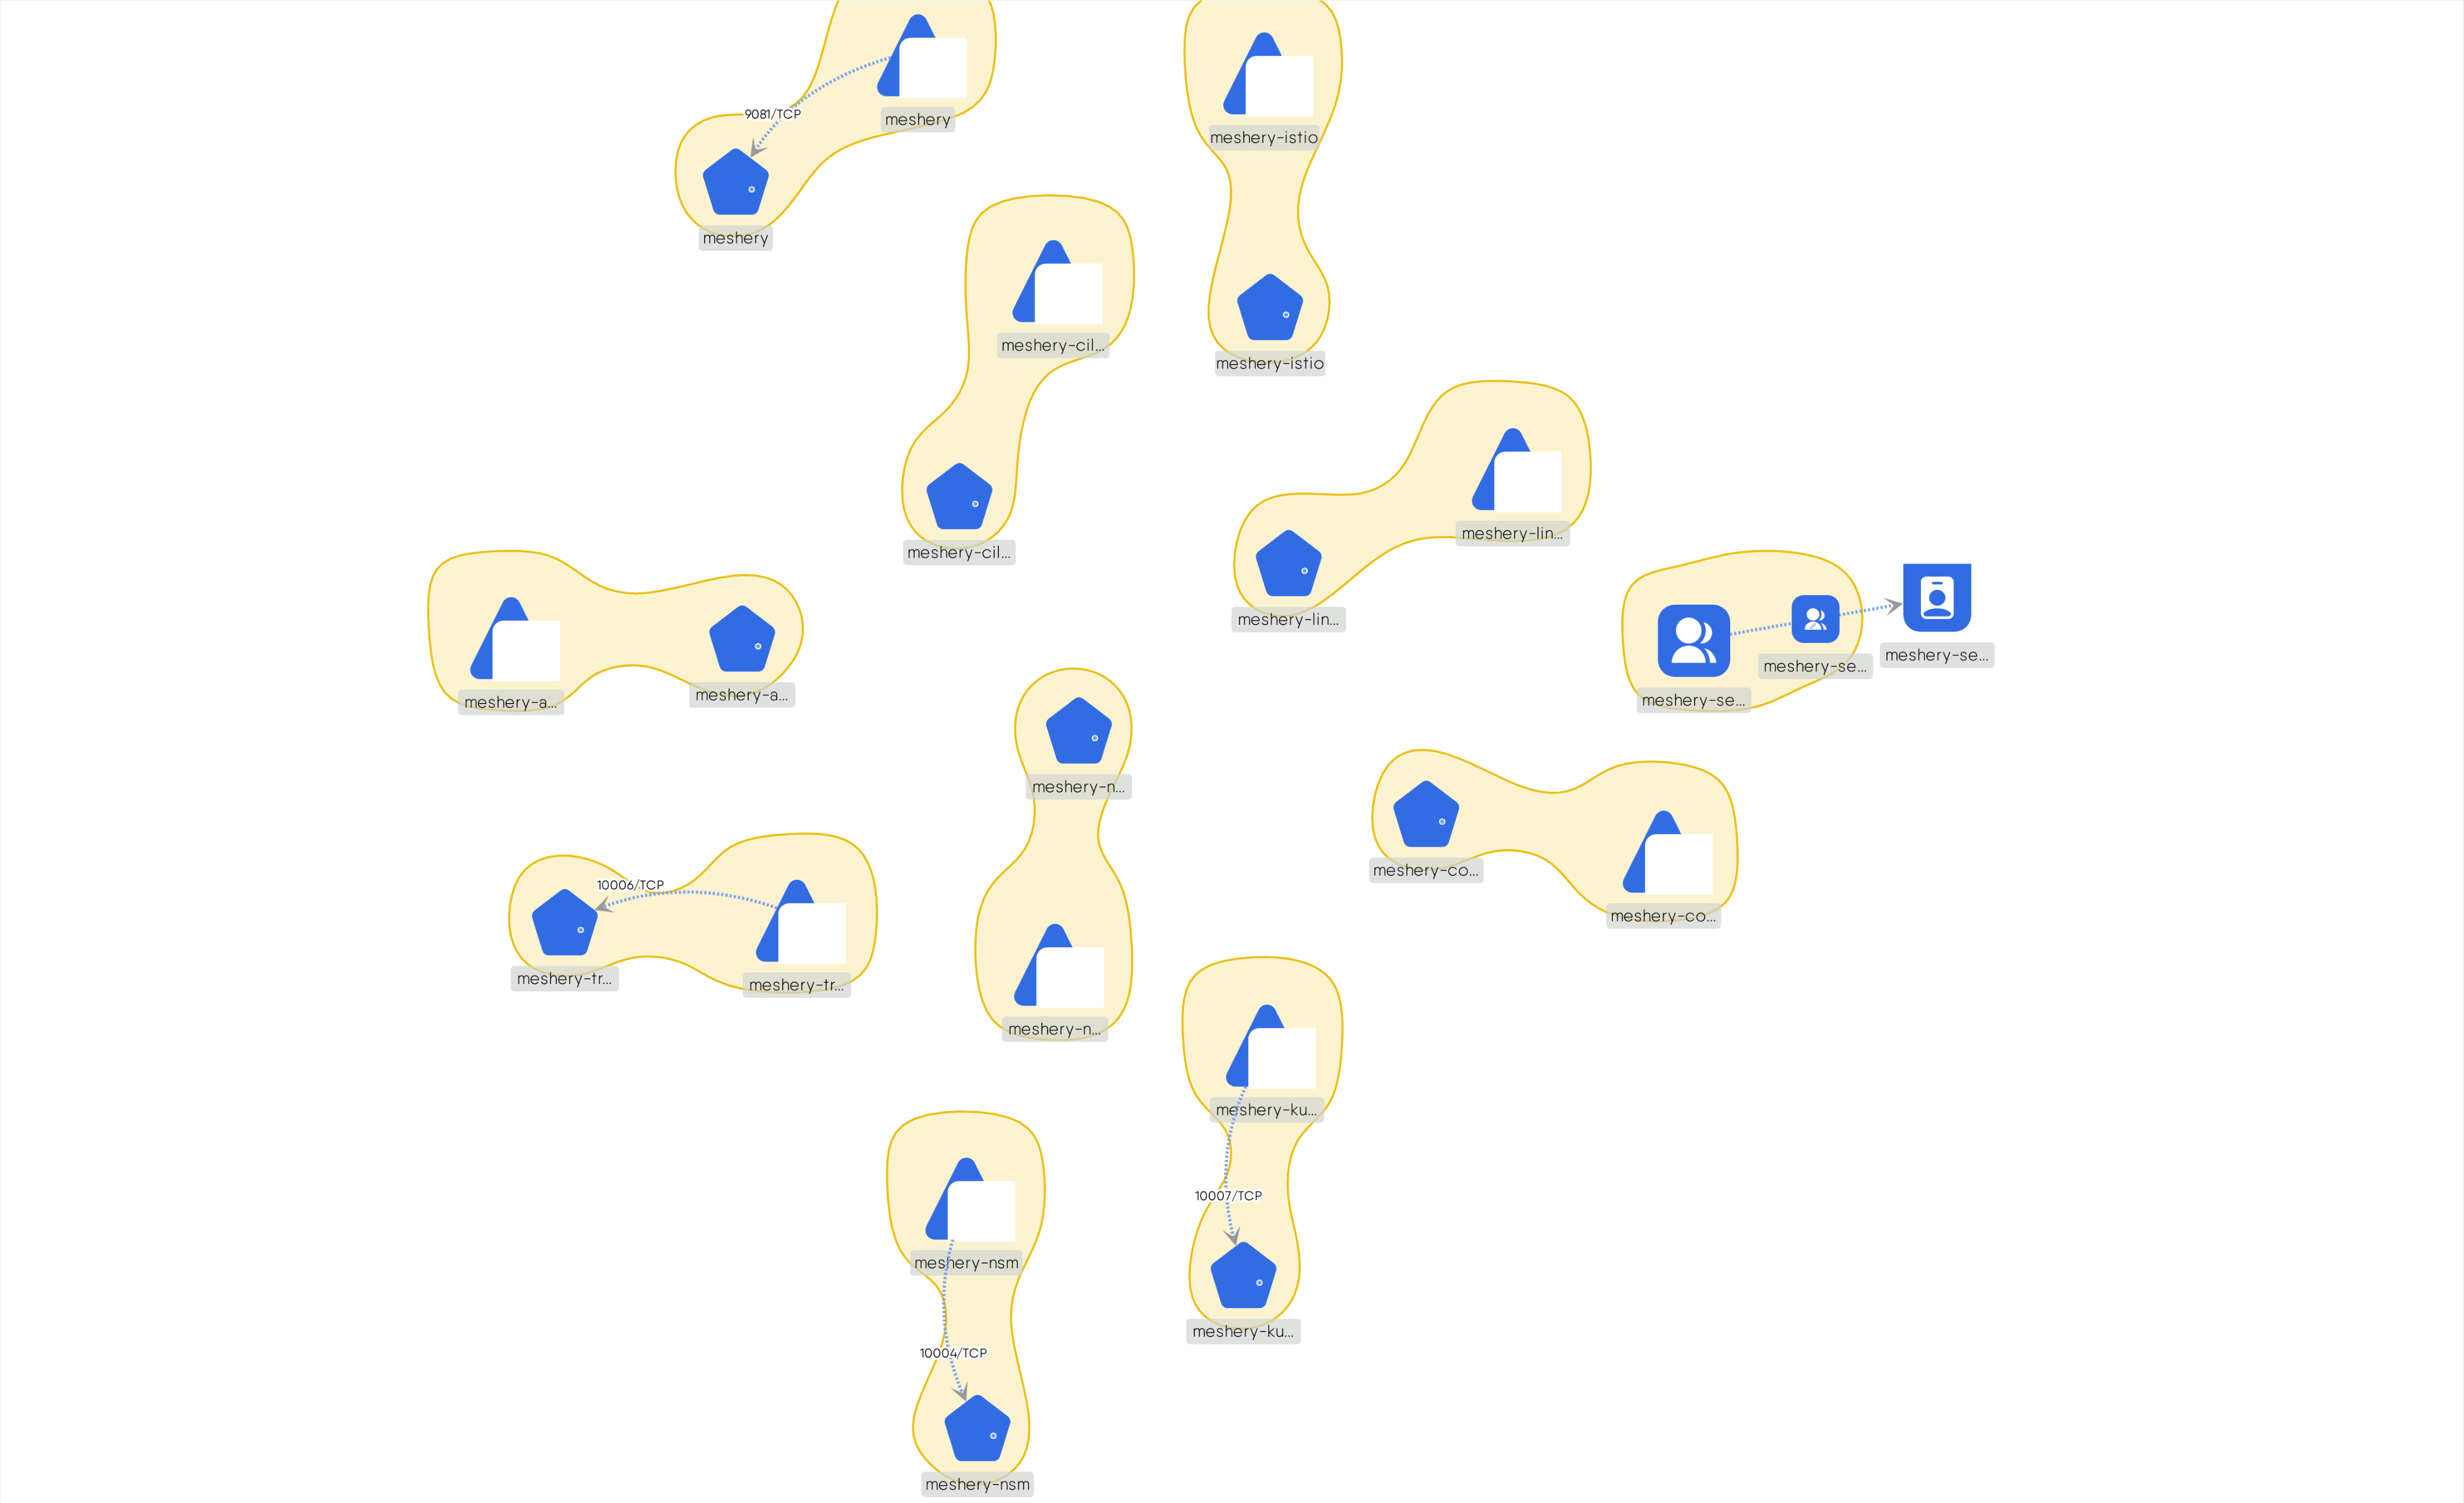 meshery
9081/TCP
meshery
meshery-istio
meshery-istio
meshery-cil...
meshery-cil...
meshery-lin...
meshery-lin...
meshery-a...
meshery-a...
meshery-se...
meshery-se...
meshery-se...
meshery-n...
meshery-n...
meshery-co...
meshery-co...
10006/TCP
meshery-tr...
meshery-tr...
meshery-ku...
10007/TCP
meshery-ku...
meshery-nsm
10004/TCP
meshery-nsm